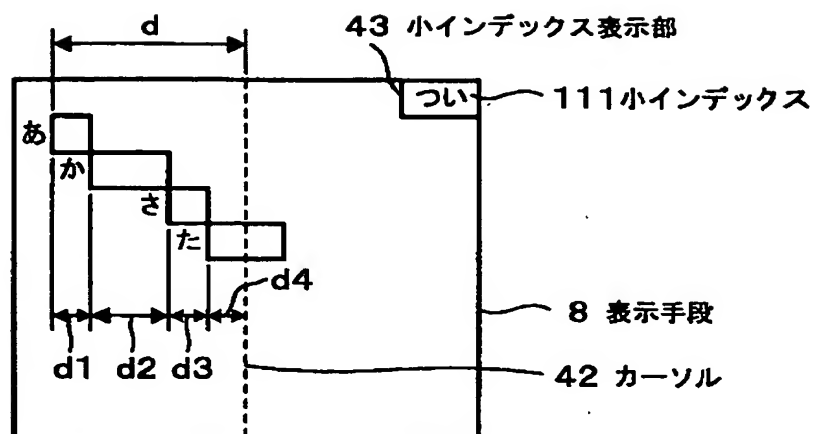 d
43 小インデックス表示部
つい
111小インデックス
あ
か
さ
た
d4
8 表示手段
d1 d2 d3
42 カーソル